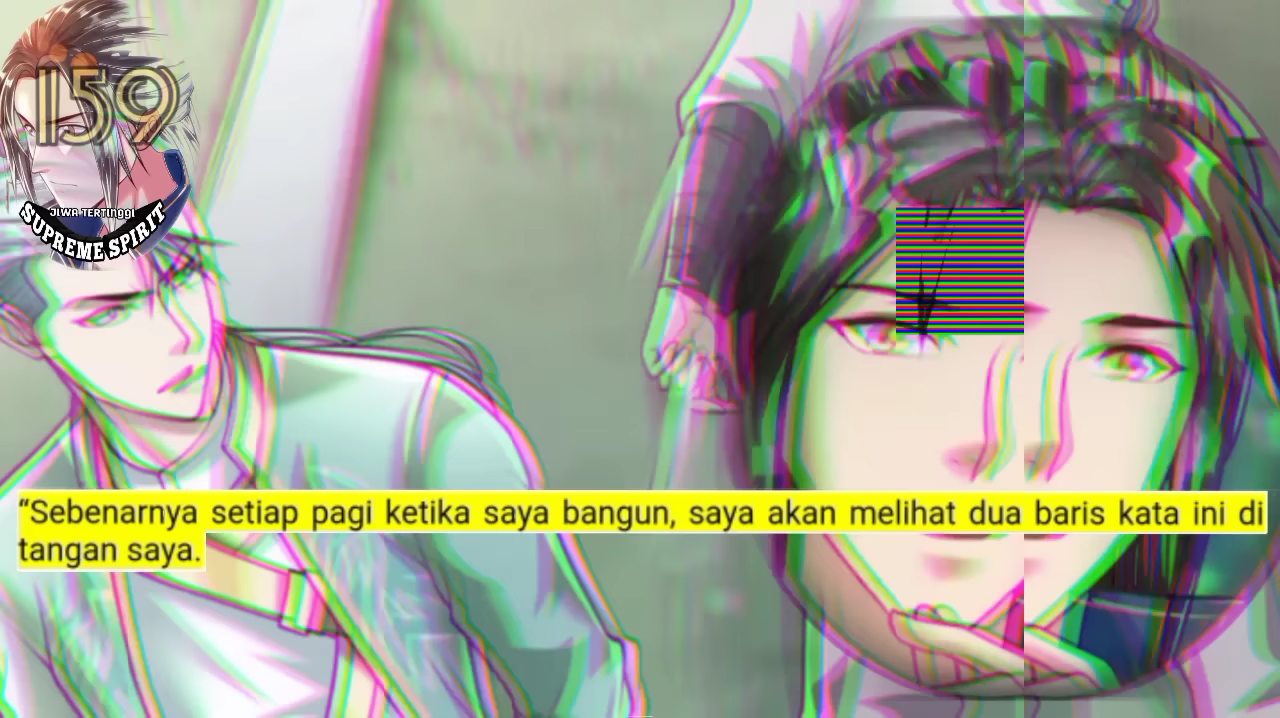 159
JIWA TERTINGGI
SUPREME SPIRIT
“Sebenarnya setiap pagi ketika saya bangun, saya akan melihat dua baris kata ini di
tangan saya.